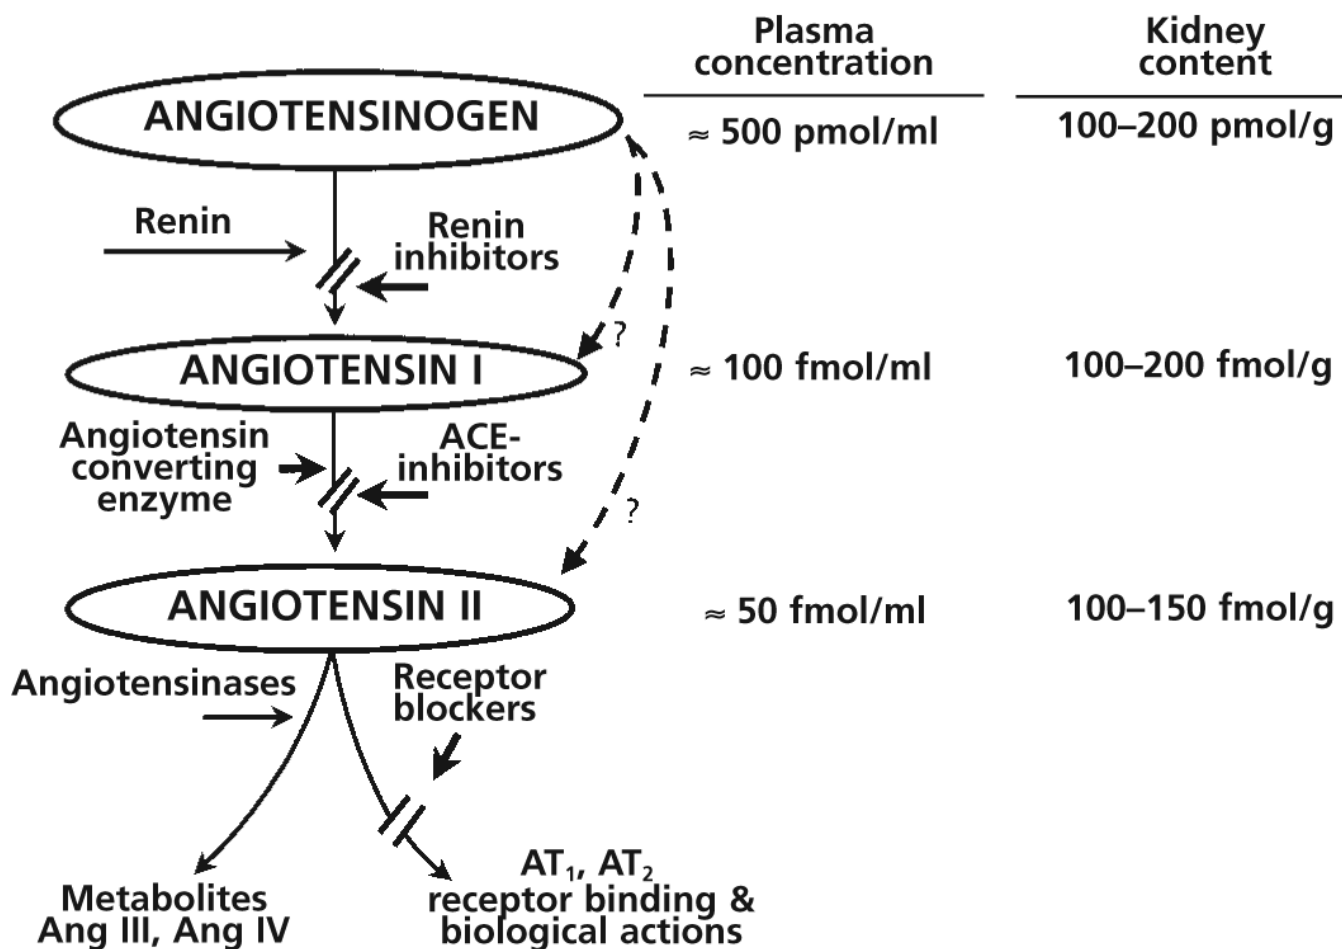 Plasma
concentration
Kidney
content
ANGIOTENSINOGEN
≈ 500 pmol/ml
100–200 pmol/g
Renin
Renin
inhibitors
?
ANGIOTENSIN I
≈ 100 fmol/ml
100–200 fmol/g
Angiotensin
converting
enzyme
ACE-
inhibitors
?
ANGIOTENSIN II
≈ 50 fmol/ml
100–150 fmol/g
Angiotensinases
Receptor
blockers
Metabolites
Ang III, Ang IV
AT₁, AT₂
receptor binding &
biological actions